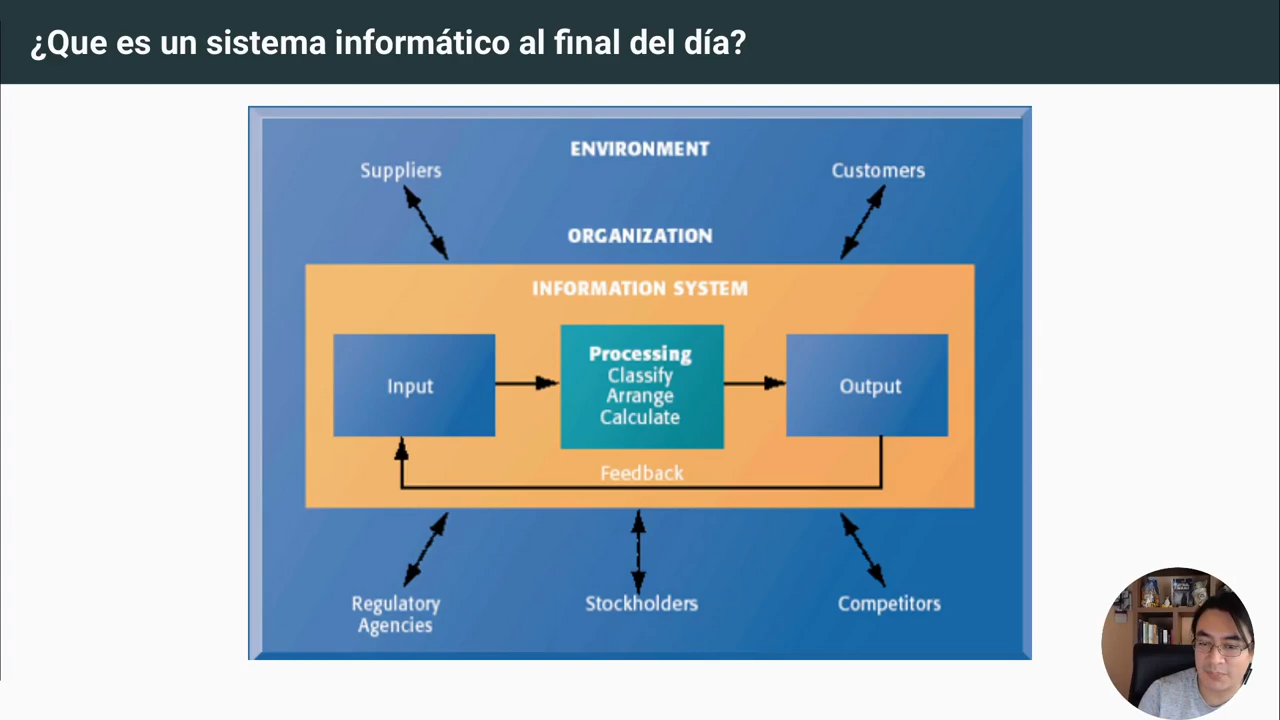 ¿Que es un sistema informático al final del día?
ENVIRONMENT
Suppliers
Customers
ORGANIZATION
INFORMATION SYSTEM
Input
Processing
Classify
Arrange
Calculate
Output
Feedback
Regulatory
Agencies
Stockholders
Competitors